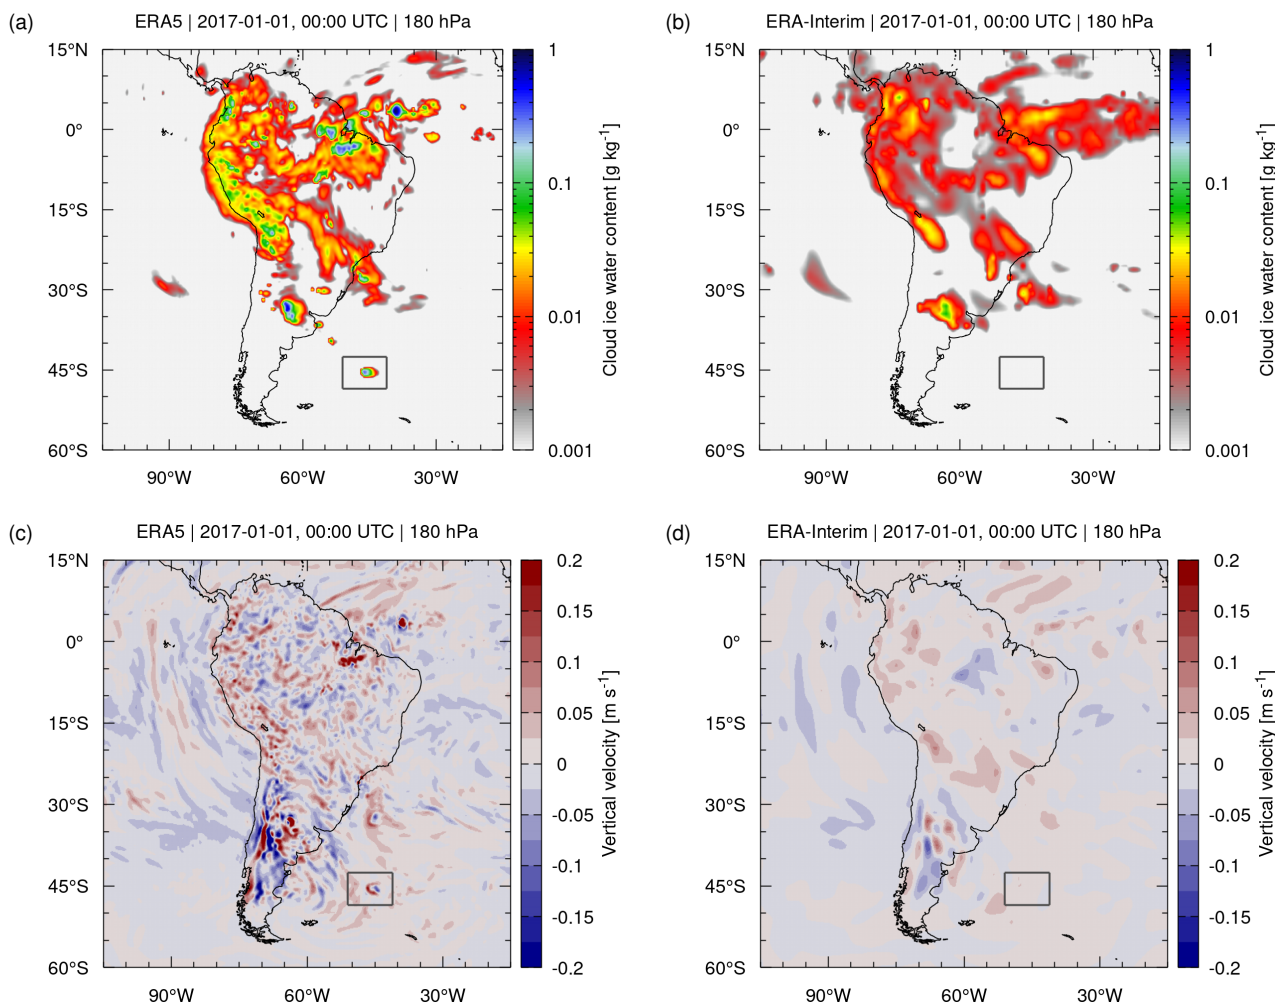 (a)
ERA5 | 2017-01-01, 00:00 UTC | 180 hPa
15°N
0°
15°S
30°S
45°S
60°S
90°W
60°W
30°W
1
0.1
0.01
0.001
Cloud ice water content [g kg⁻¹]
(b)
ERA-Interim | 2017-01-01, 00:00 UTC | 180 hPa
15°N
0°
15°S
30°S
45°S
60°S
90°W
60°W
30°W
1
0.1
0.01
0.001
Cloud ice water content [g kg⁻¹]
(c)
ERA5 | 2017-01-01, 00:00 UTC | 180 hPa
15°N
0°
15°S
30°S
45°S
60°S
90°W
60°W
30°W
0.2
0.15
0.1
0.05
0
-0.05
-0.1
-0.15
-0.2
Vertical velocity [m s⁻¹]
(d)
ERA-Interim | 2017-01-01, 00:00 UTC | 180 hPa
15°N
0°
15°S
30°S
45°S
60°S
90°W
60°W
30°W
0.2
0.15
0.1
0.05
0
-0.05
-0.1
-0.15
-0.2
Vertical velocity [m s⁻¹]